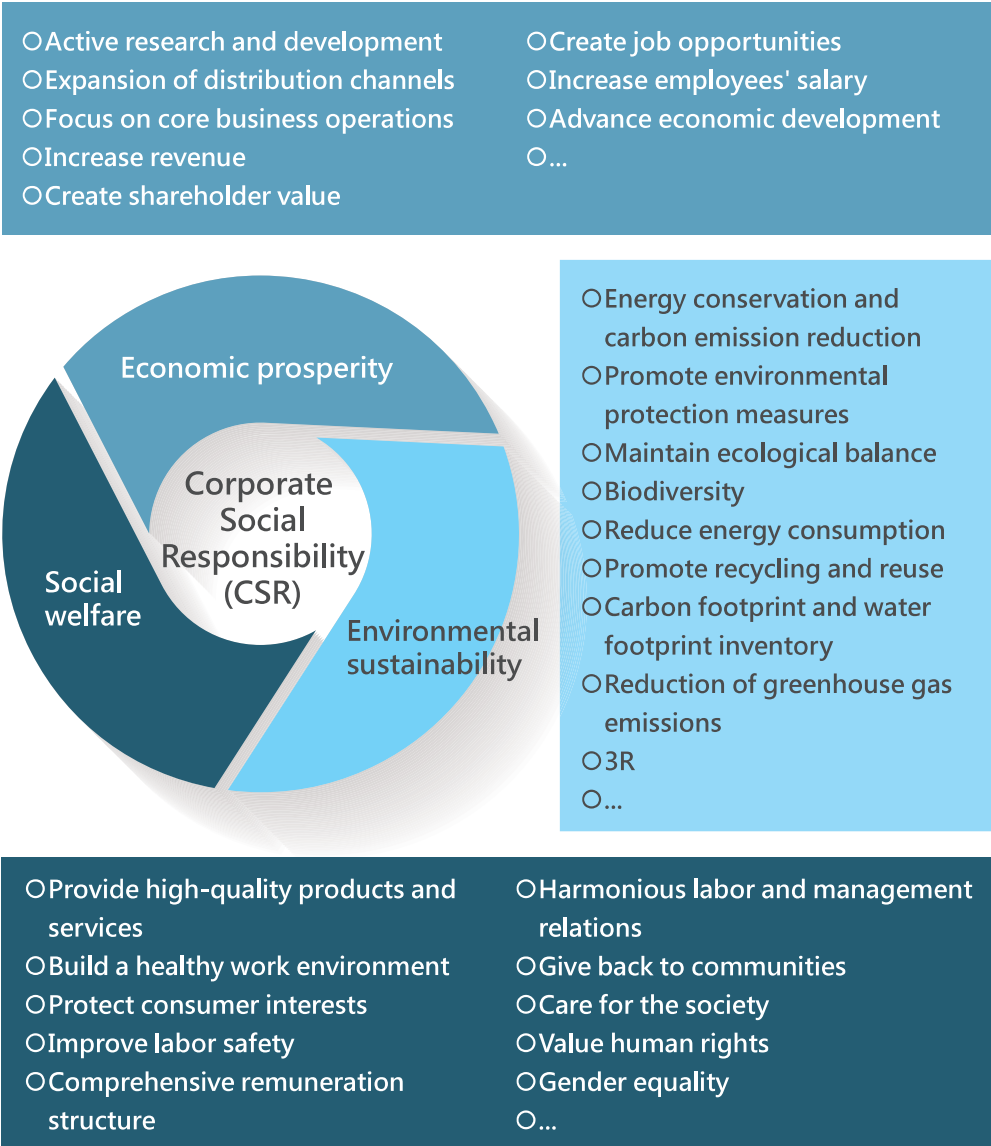 ○Active research and development
○Expansion of distribution channels
○Focus on core business operations
○Increase revenue
○Create shareholder value
○Create job opportunities
○Increase employees' salary
○Advance economic development
○...
Economic prosperity
Corporate
Social
Responsibility
(CSR)
Social
welfare
Environmental
sustainability
○Energy conservation and
carbon emission reduction
○Promote environmental
protection measures
○Maintain ecological balance
○Biodiversity
○Reduce energy consumption
○Promote recycling and reuse
○Carbon footprint and water
footprint inventory
○Reduction of greenhouse gas
emissions
○3R
○...
○Provide high-quality products and
services
○Build a healthy work environment
○Protect consumer interests
○Improve labor safety
○Comprehensive remuneration
structure
○Harmonious labor and management
relations
○Give back to communities
○Care for the society
○Value human rights
○Gender equality
○...